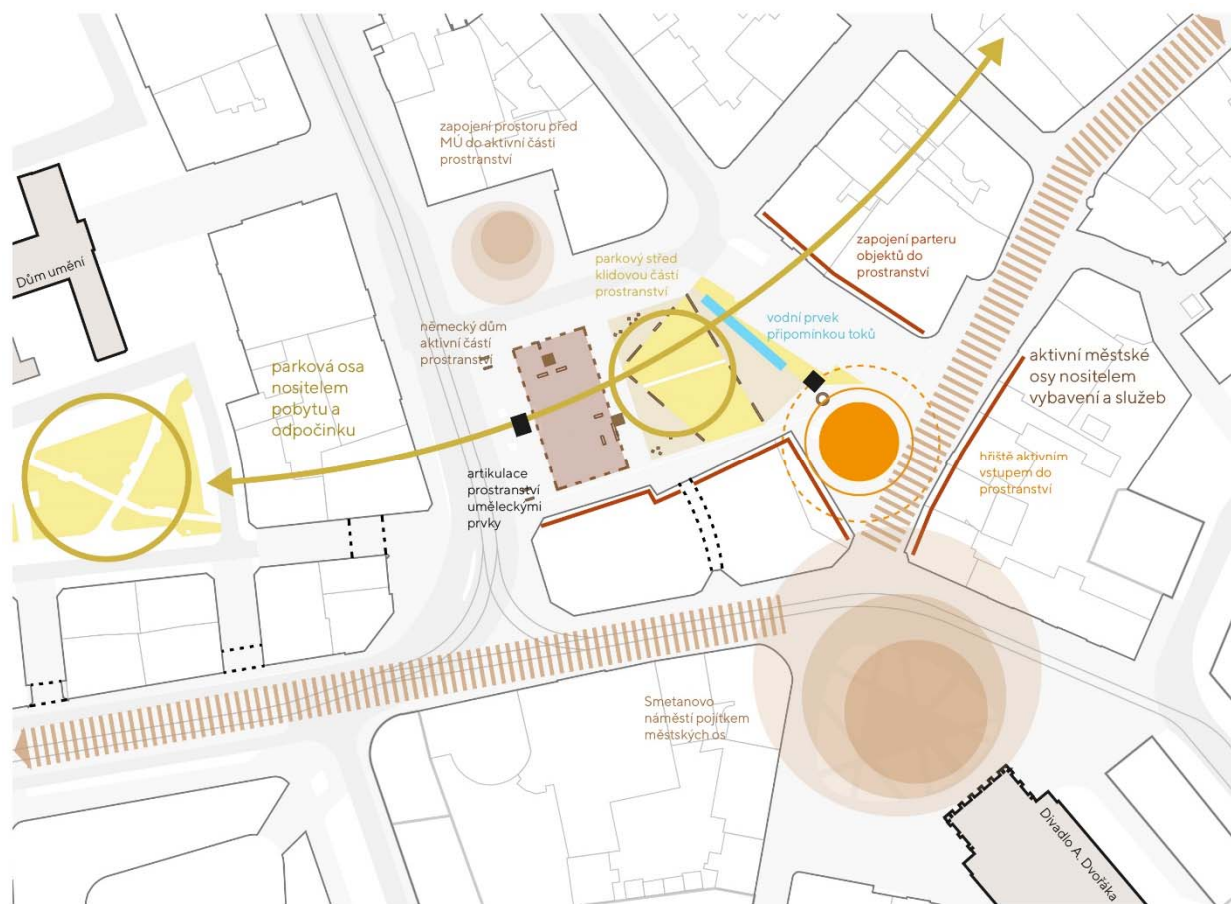 zapojení prostoru před
MÚ do aktivní části
prostranství
Dům umění
parkový střed
klidovou částí
prostranství
zapojení parteru
objektů do
prostranství
německý dům
aktivní částí
prostranství
vodní prvek
připomínkou toků
parková osa
nositelem
pobytu a
odpočinku
aktivní městské
osy nositelem
vybavení a služeb
artikulace
prostranství
uměleckými
prvky
hřiště aktivním
vstupem do
prostranství
Smetanovo
náměstí pojítkem
městských os
Divadlo A. Dvořáka